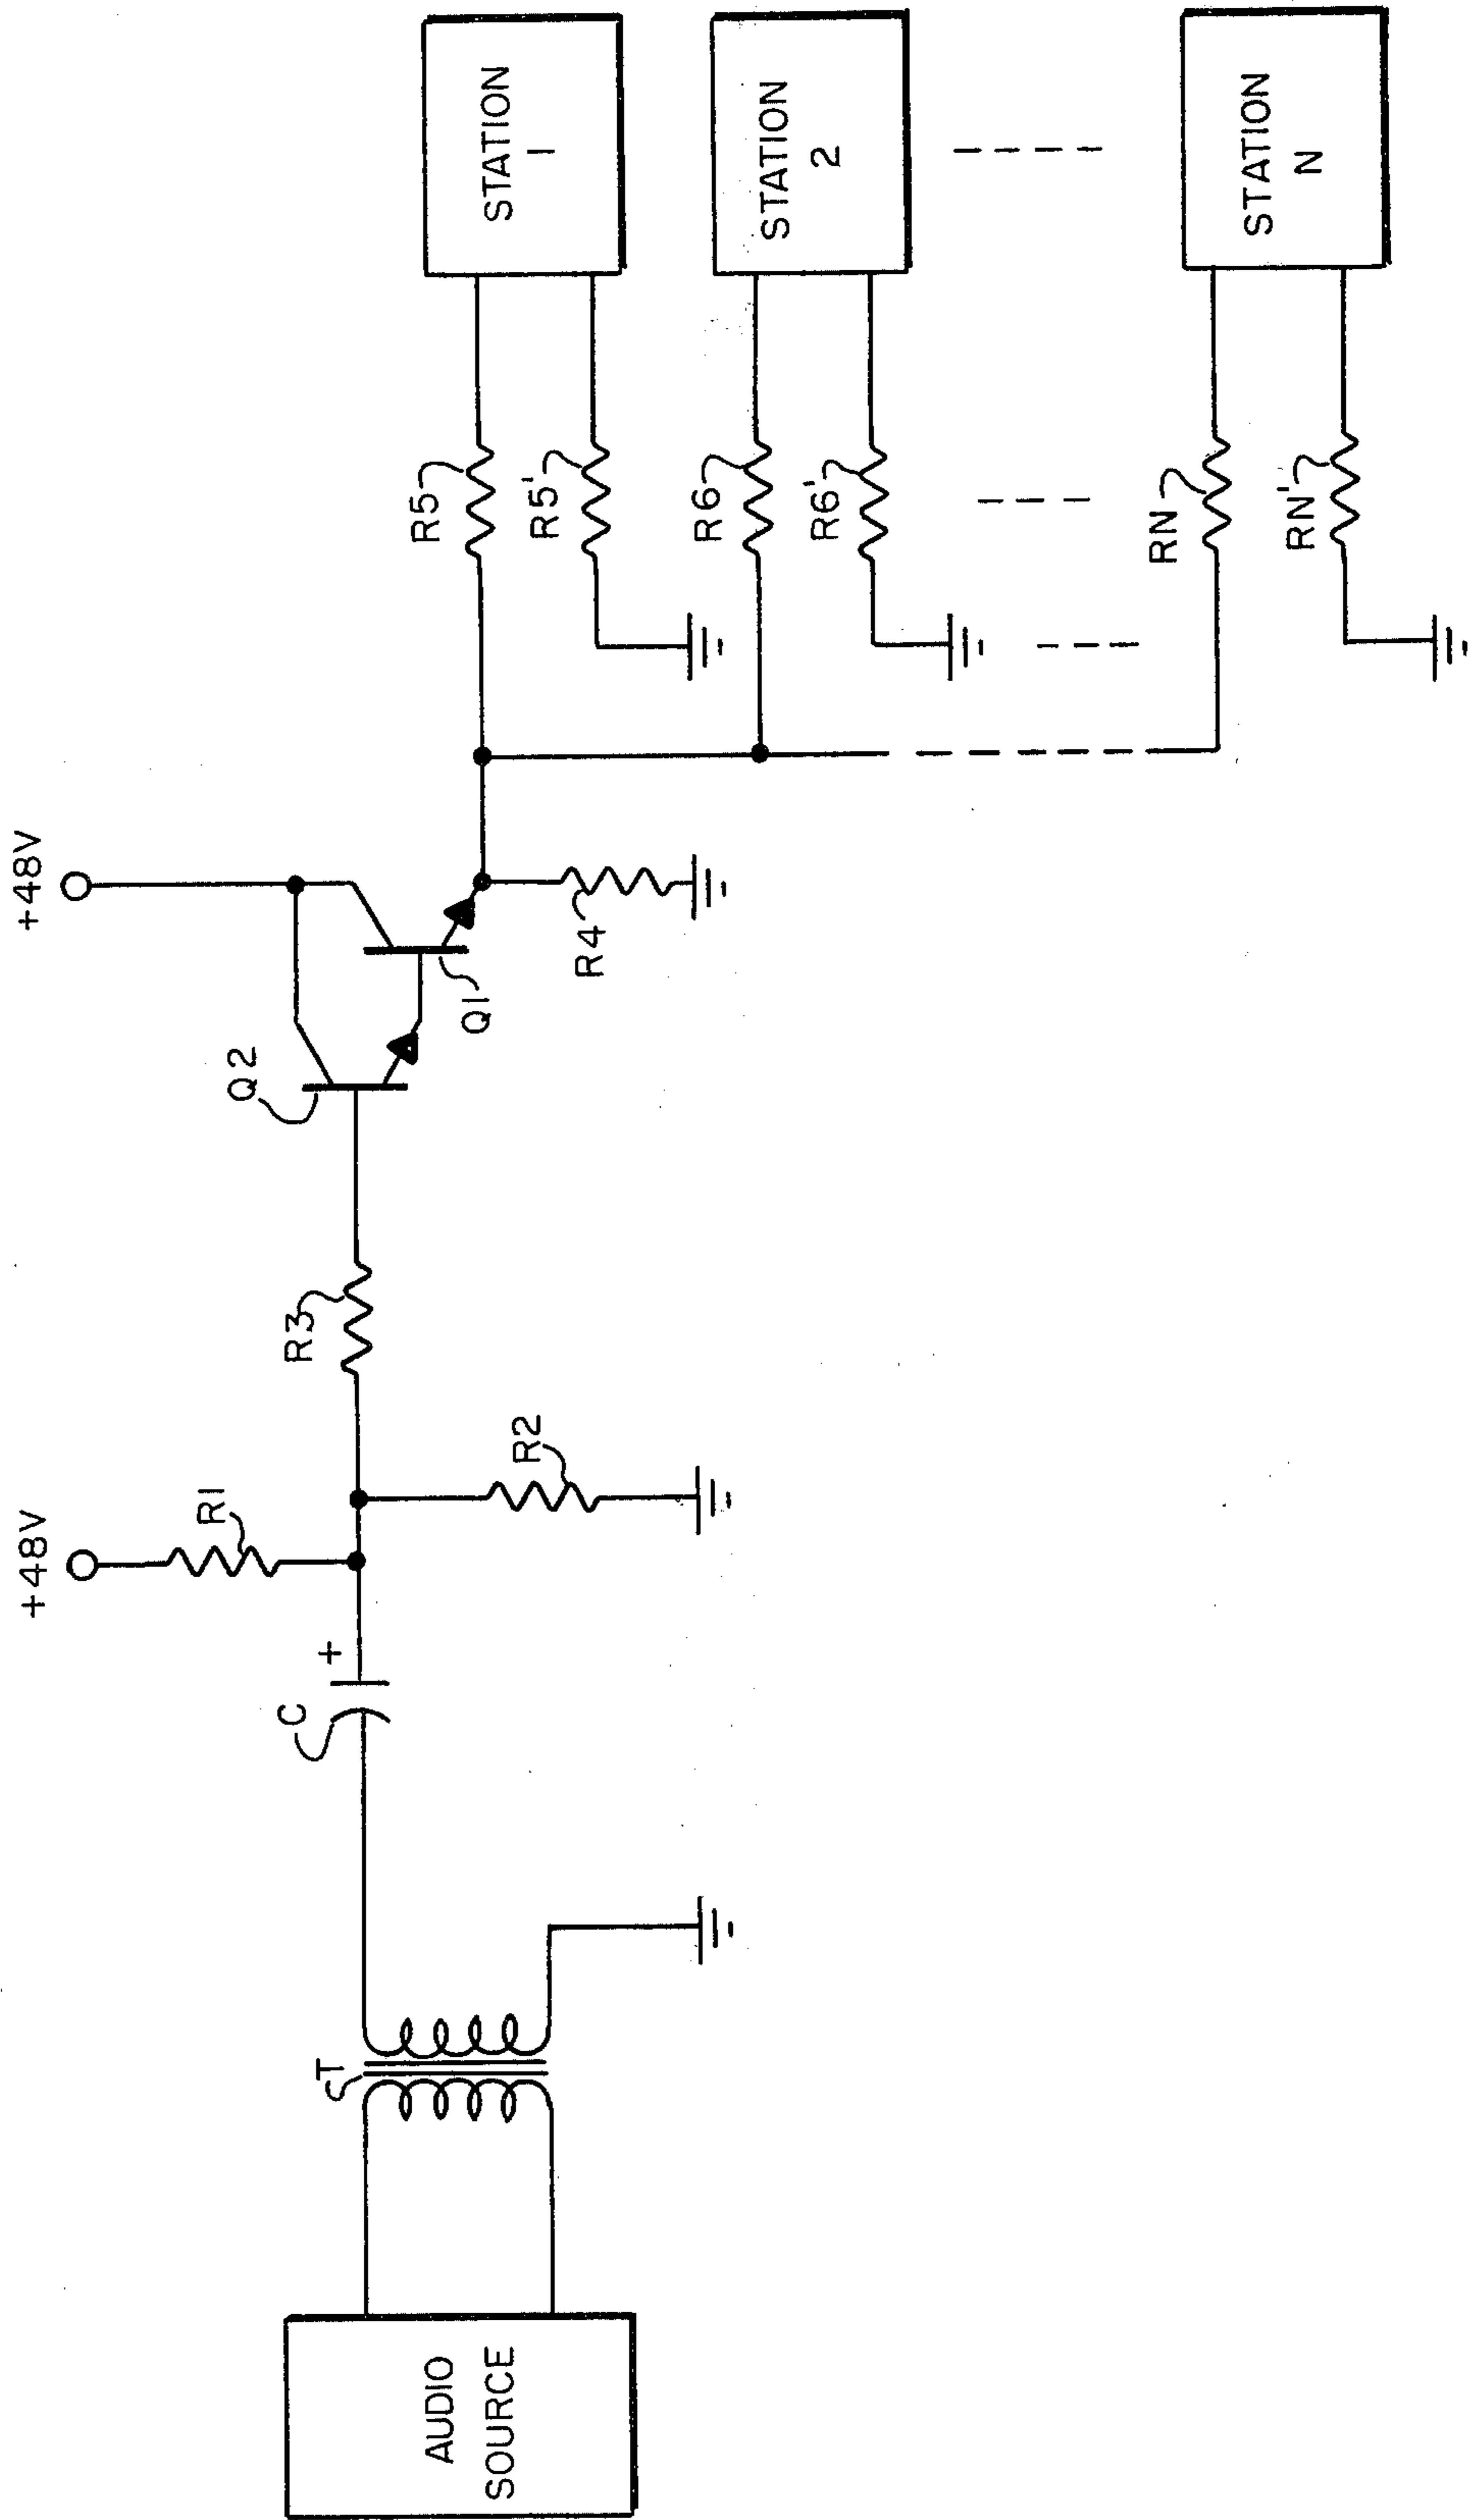 AUDIO
SOURCE
T
C
+
+48V
R1
R2
R3
Q2
Q1
+48V
R4
R5
R5'
R6
R6'
RN
RN'
STATION
1
STATION
2
STATION
N